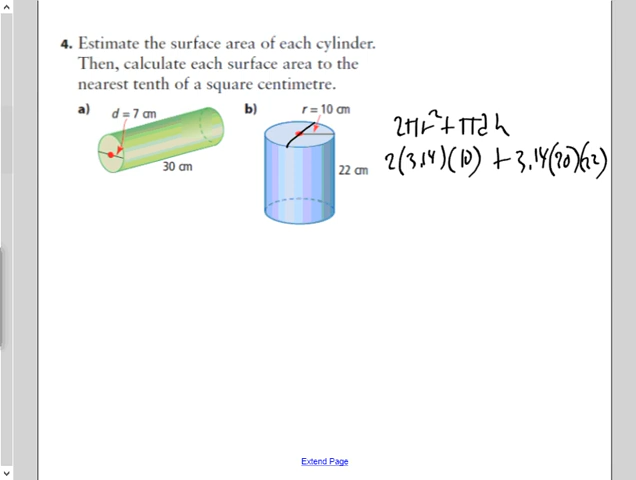 4. Estimate the surface area of each cylinder.
Then, calculate each surface area to the
nearest tenth of a square centimetre.
a) d = 7 cm
30 cm
b) r = 10 cm
22 cm
2πr² + πdh
2(3.14)(10) + 3.14(20)(22)
Extend Page